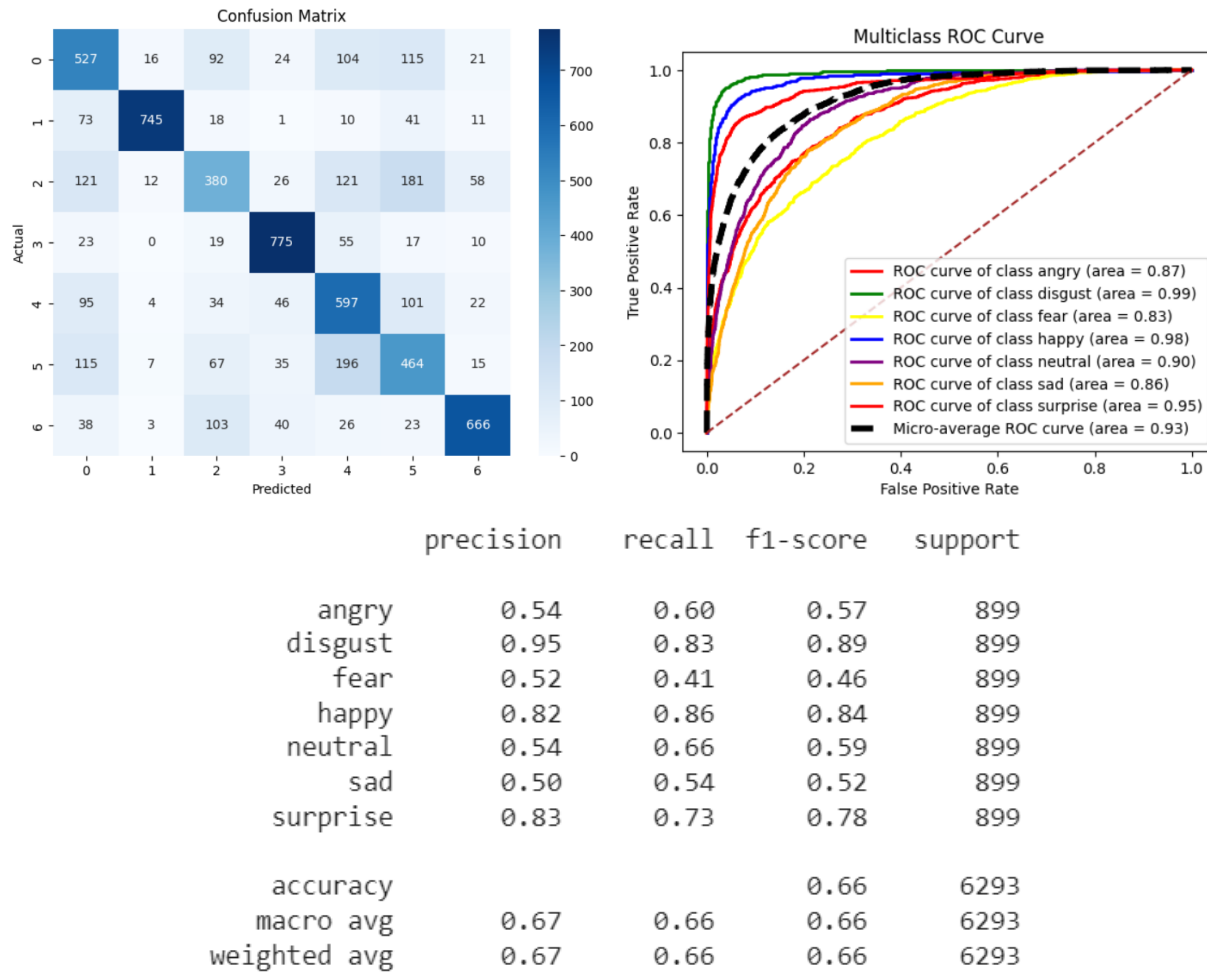 Confusion Matrix
0 527 16 92 24 104 115 21
1 73 745 18 1 10 41 11
2 121 12 380 26 121 181 58
3 23 0 19 775 55 17 10
4 95 4 34 46 597 101 22
5 115 7 67 35 196 464 15
6 38 3 103 40 26 23 666
0 1 2 3 4 5 6
Predicted
Actual
700
600
500
400
300
200
100
0
Multiclass ROC Curve
1.0
0.8
0.6
0.4
0.2
0.0
True Positive Rate
ROC curve of class angry (area = 0.87)
ROC curve of class disgust (area = 0.99)
ROC curve of class fear (area = 0.83)
ROC curve of class happy (area = 0.98)
ROC curve of class neutral (area = 0.90)
ROC curve of class sad (area = 0.86)
ROC curve of class surprise (area = 0.95)
Micro-average ROC curve (area = 0.93)
0.0 0.2 0.4 0.6 0.8 1.0
False Positive Rate
precision recall f1-score support
angry 0.54 0.60 0.57 899
disgust 0.95 0.83 0.89 899
fear 0.52 0.41 0.46 899
happy 0.82 0.86 0.84 899
neutral 0.54 0.66 0.59 899
sad 0.50 0.54 0.52 899
surprise 0.83 0.73 0.78 899
accuracy 0.66 6293
macro avg 0.67 0.66 0.66 6293
weighted avg 0.67 0.66 0.66 6293